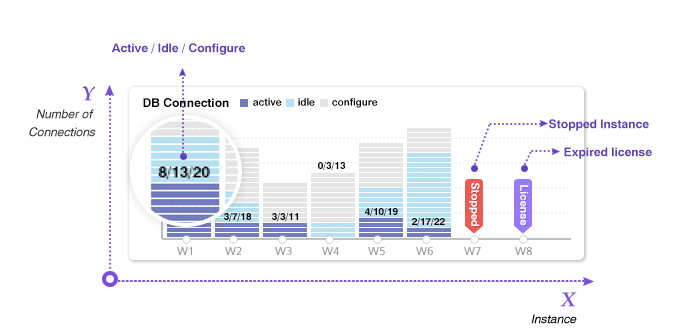 Active / Idle / Configure
Y
Number of
Connections
DB Connection
active
idle
configure
Stopped Instance
Expired license
8/13/20
3/7/18
3/3/11
0/3/13
4/10/19
2/17/22
Stopped
License
W1
W2
W3
W4
W5
W6
W7
W8
X
Instance